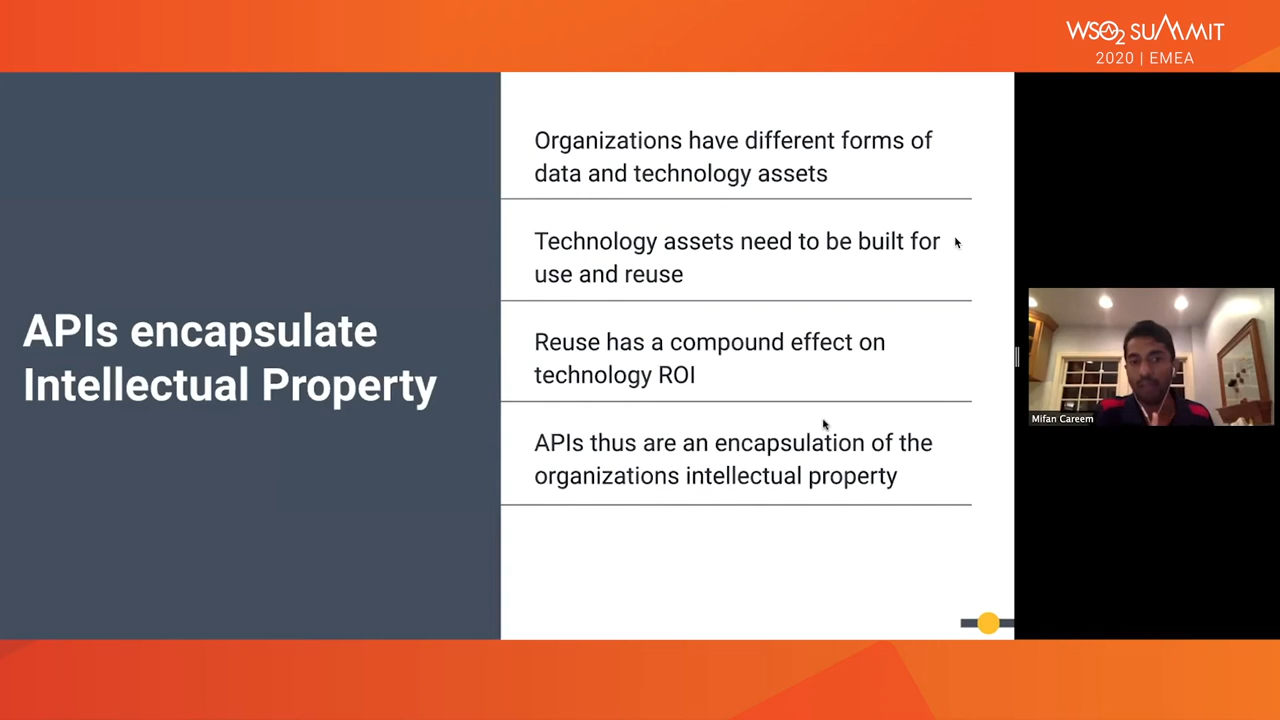 WSO2 SUMMIT
2020 | EMEA
Organizations have different forms of
data and technology assets
Technology assets need to be built for
use and reuse
APIs encapsulate
Intellectual Property
Reuse has a compound effect on
technology ROI
APIs thus are an encapsulation of the
organizations intellectual property
Mifan Careem